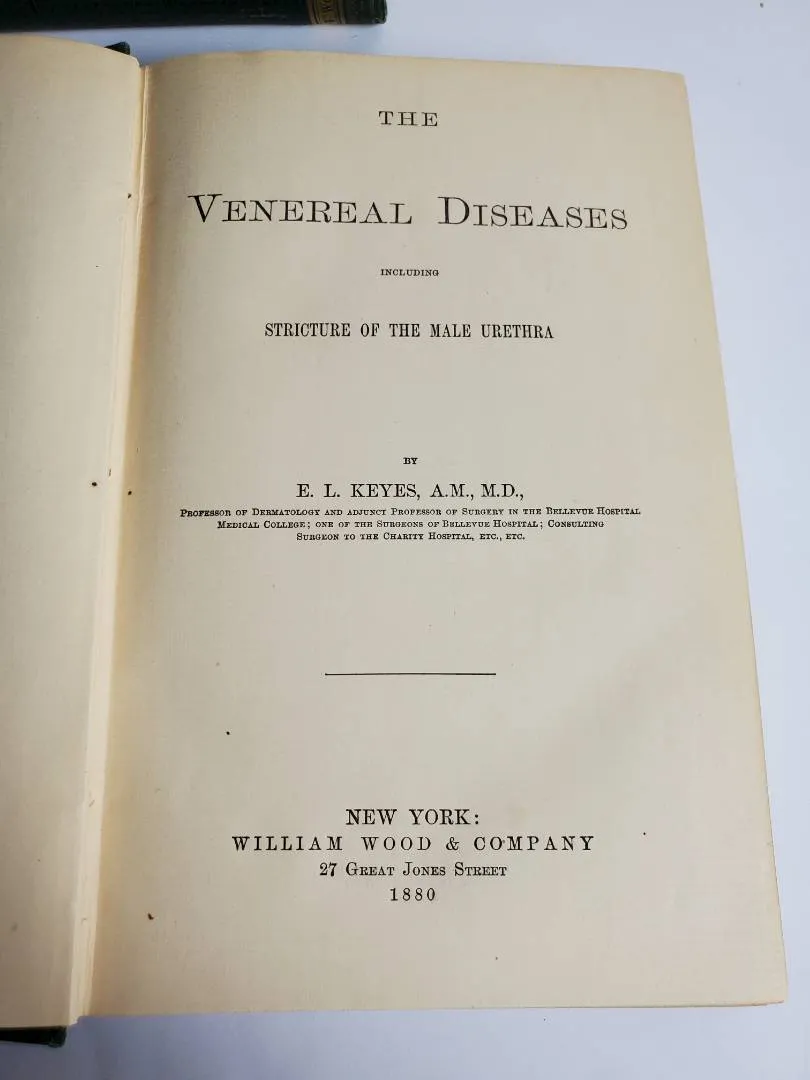 THE
VENEREAL DISEASES
INCLUDING
STRICTURE OF THE MALE URETHRA
BY
E. L. KEYES, A.M., M.D.,
PROFESSOR OF DERMATOLOGY AND ADJUNCT PROFESSOR OF SURGERY IN THE BELLEVUE HOSPITAL
MEDICAL COLLEGE; ONE OF THE SURGEONS OF BELLEVUE HOSPITAL; CONSULTING
SURGEON TO THE CHARITY HOSPITAL, ETC., ETC.
NEW YORK:
WILLIAM WOOD & COMPANY
27 GREAT JONES STREET
1880